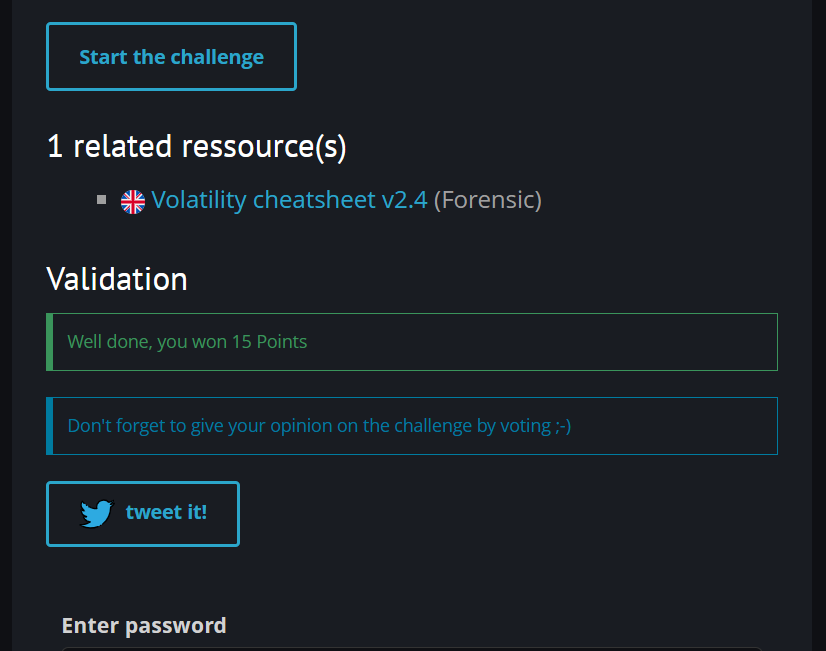 Start the challenge
1 related ressource(s)
Volatility cheatsheet v2.4 (Forensic)
Validation
Well done, you won 15 Points
Don't forget to give your opinion on the challenge by voting ;-)
tweet it!
Enter password